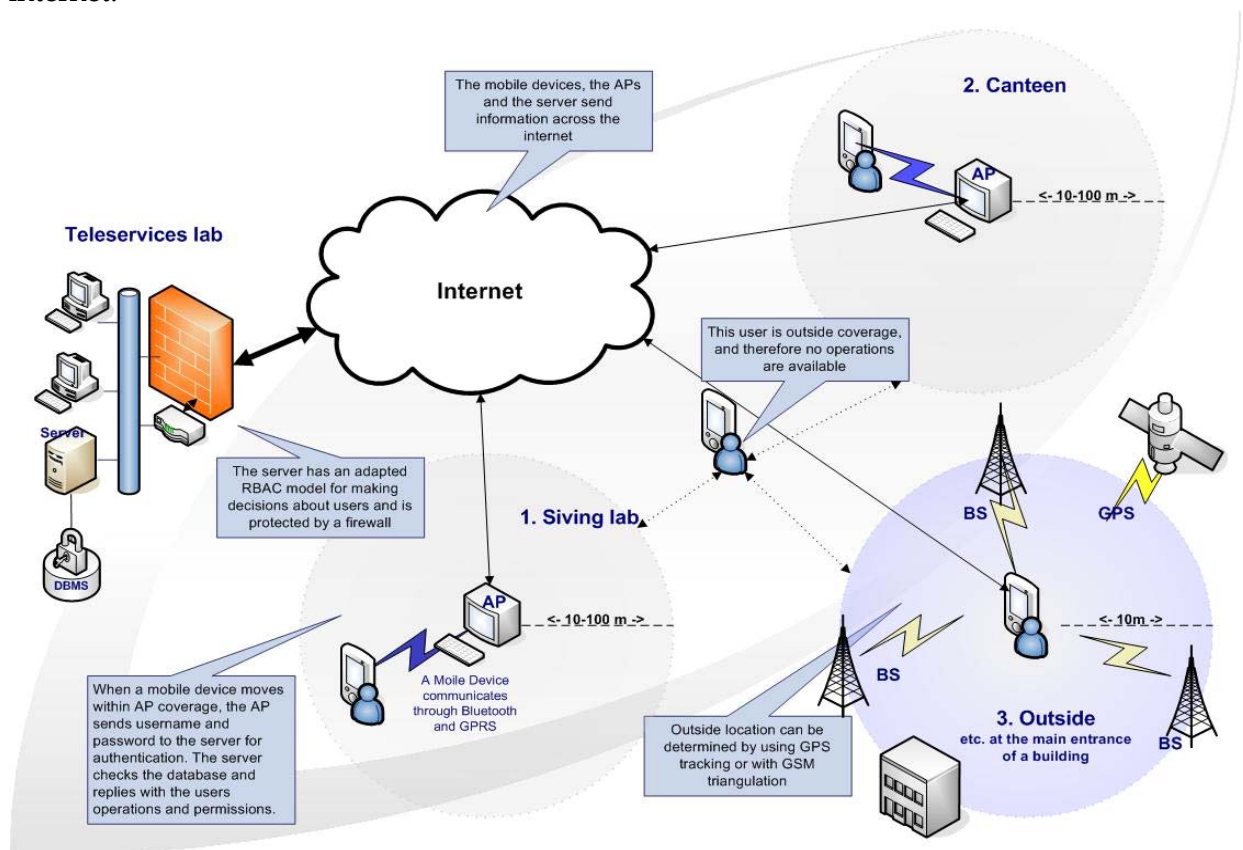 internet.
The mobile devices, the APs
and the server send
information across the
internet
2. Canteen
AP
<- 10-100 m ->
Teleservices lab
Internet
This user is outside coverage,
and therefore no operations
are available
Server
The server has an adapted
RBAC model for making
decisions about users and is
protected by a firewall
DBMS
1. Siving lab
BS
GPS
AP
<- 10-100 m ->
<- 10m ->
BS
A Moile Device
communicates
through Bluetooth
and GPRS
When a mobile device moves
within AP coverage, the AP
sends username and
password to the server for
authentication. The server
checks the database and
replies with the users
operations and permissions.
Outside location can be
determined by using GPS
tracking or with GSM
triangulation
3. Outside
etc. at the main entrance
of a building
BS